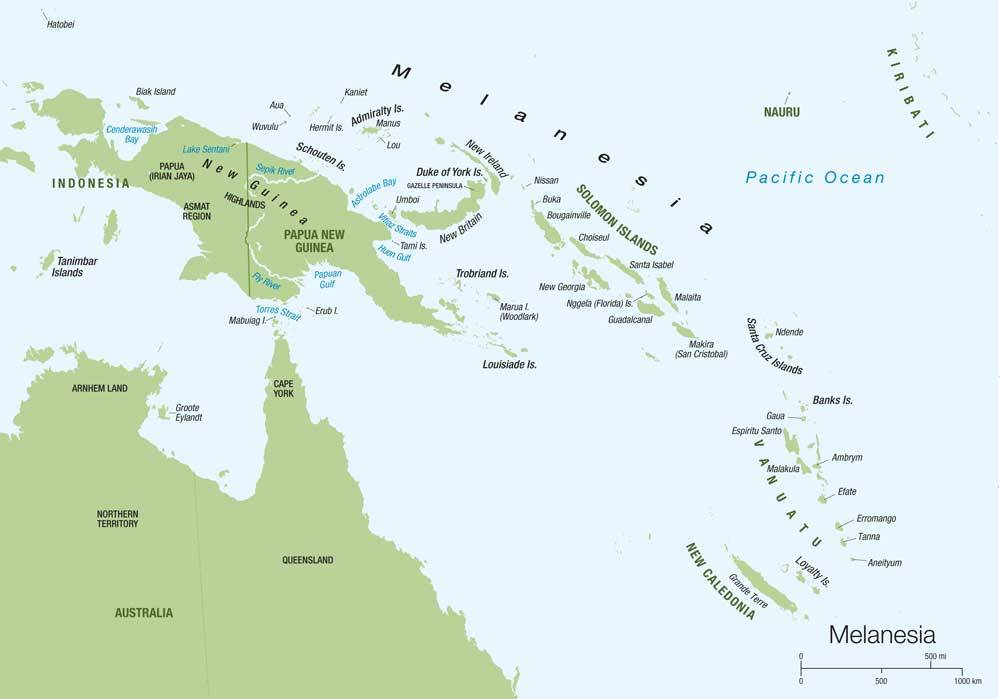 Hatobei
Melanesia
KIRIBATI
Biak Island
Kaniet
Aua
Admiralty Is.
Manus
Wuvulu
Hermit Is.
Lou
NAURU
Cenderawasin
Bay
Lake Sentani
Schouten Is.
New Ireland
PAPUA
(IRIAN JAYA)
New Guinea
Sepik River
Duke of York Is.
GAZELLE PENINSULA
Nissan
Pacific Ocean
INDONESIA
Astrolabe Bay
HIGHLANDS
Umboi
Buka
SOLOMON ISLANDS
ASMAT
REGION
Bougainville
Vitiaz Straits
New Britain
PAPUA NEW
GUINEA
Tami Is.
Choiseul
Huon Gulf
Tanimbar
Islands
Santa Isabel
Trobriand Is.
Papuan
Gulf
Fly River
New Georgia
Malaita
Marua I.
(Woodlark)
Nggela (Florida) Is.
Erub I.
Torres Strait
Mabuiag I.
Guadalcanal
Santa Cruz Islands
Ndende
Makira
(San Cristobal)
Louisiade Is.
ARNHEM LAND
CAPE
YORK
Banks Is.
Groote
Eylandt
Gaua
Espiritu Santo
VANUATU
Ambrym
Malakula
Efate
NORTHERN
TERRITORY
Erromango
Tanna
QUEENSLAND
Aneityum
NEW CALEDONIA
Loyalty Is.
Grande Terre
AUSTRALIA
Melanesia
0 500 mi
0 500 1000 km